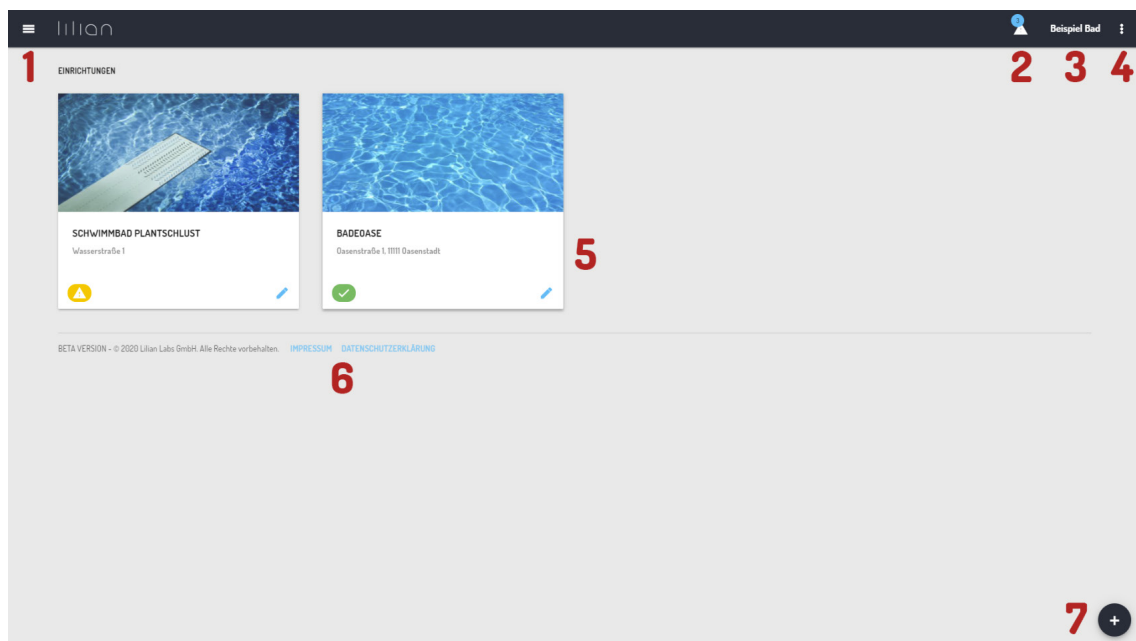 lilian
3
Beispiel Bad
1
2
3
4
EINRICHTUNGEN
SCHWIMMBAD PLANTSCHLUST
Wasserstraße 1
BADEOASE
Oasenstraße 1, 11111 Oasenstadt
5
BETA VERSION - © 2020 Lilian Labs GmbH. Alle Rechte vorbehalten. IMPRESSUM DATENSCHUTZERKLÄRUNG
6
7
+